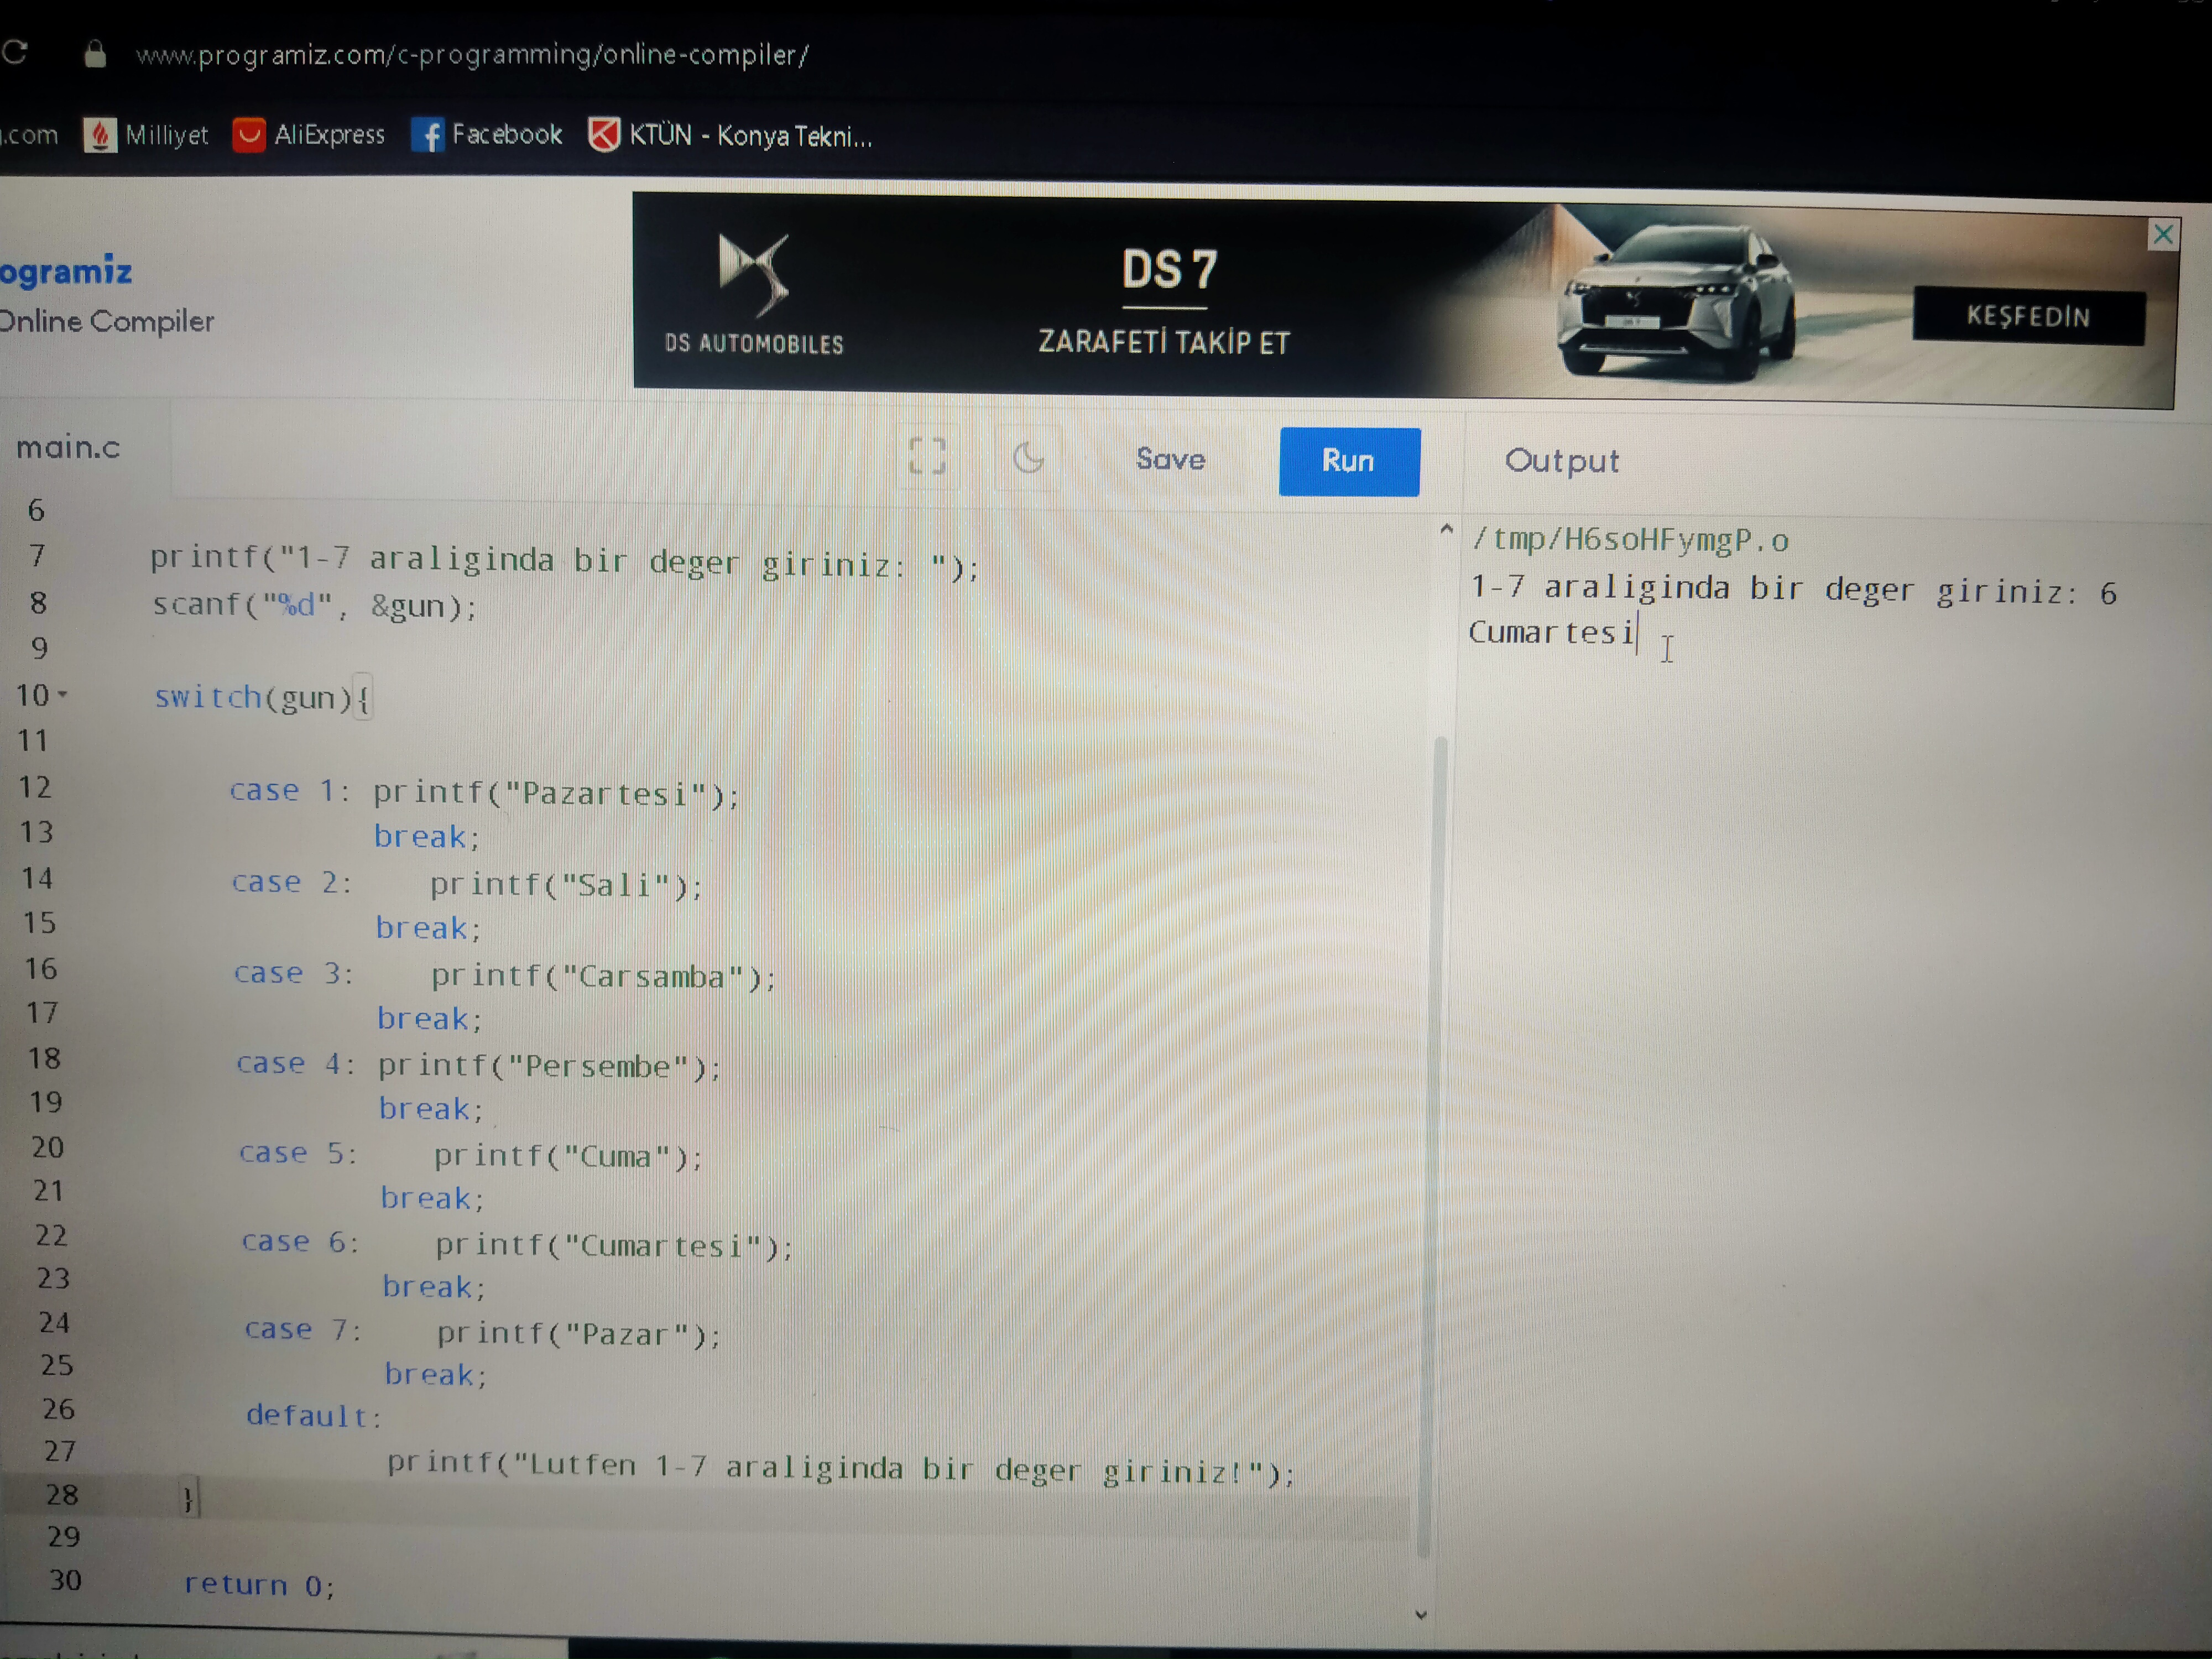 www.programiz.com/c-programming/online-compiler/
.com Milliyet AliExpress Facebook KTÜN - Konya Tekni...
ogramiz
Online Compiler
DS AUTOMOBILES
DS 7
ZARAFETİ TAKİP ET
KEŞFEDİN
main.c
Save
Run
Output
6
7 printf("1-7 araliginda bir deger giriniz: ");
8 scanf("%d", &gun);
9
10 switch(gun){
11
12 case 1: printf("Pazartesi");
13 break;
14 case 2: printf("Sali");
15 break;
16 case 3: printf("Carsamba");
17 break;
18 case 4: printf("Persembe");
19 break;
20 case 5: printf("Cuma");
21 break;
22 case 6: printf("Cumartesi");
23 break;
24 case 7: printf("Pazar");
25 break;
26 default:
27 printf("Lutfen 1-7 araliginda bir deger giriniz!");
28 }
29
30 return 0;
/tmp/H6soHFymgP.o
1-7 araliginda bir deger giriniz: 6
Cumartesi